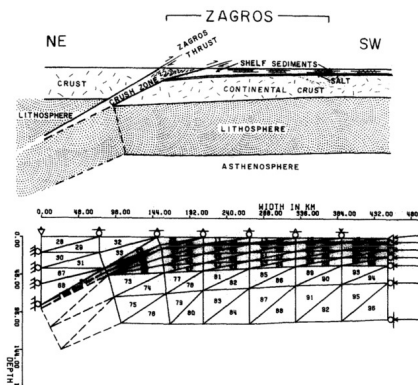 ZAGROS
NE
SW
ZAGROS
THRUST
SHELF SEDIMENTS
SALT
CRUST
CRUSH ZONE
CONTINENTAL CRUST
LITHOSPHERE
LITHOSPHERE
ASTHENOSPHERE
WIDTH IN KM
0.00 48.00 96.00 144.00 192.00 240.00 288.00 336.00 384.00 432.00 480
0.00
28 32
29
30 31
67
68
73 77 81 85 89 93
74 78 82 86 90 94
75 79 83 87 91 95
76 80 84 88 92 96
DEPTH